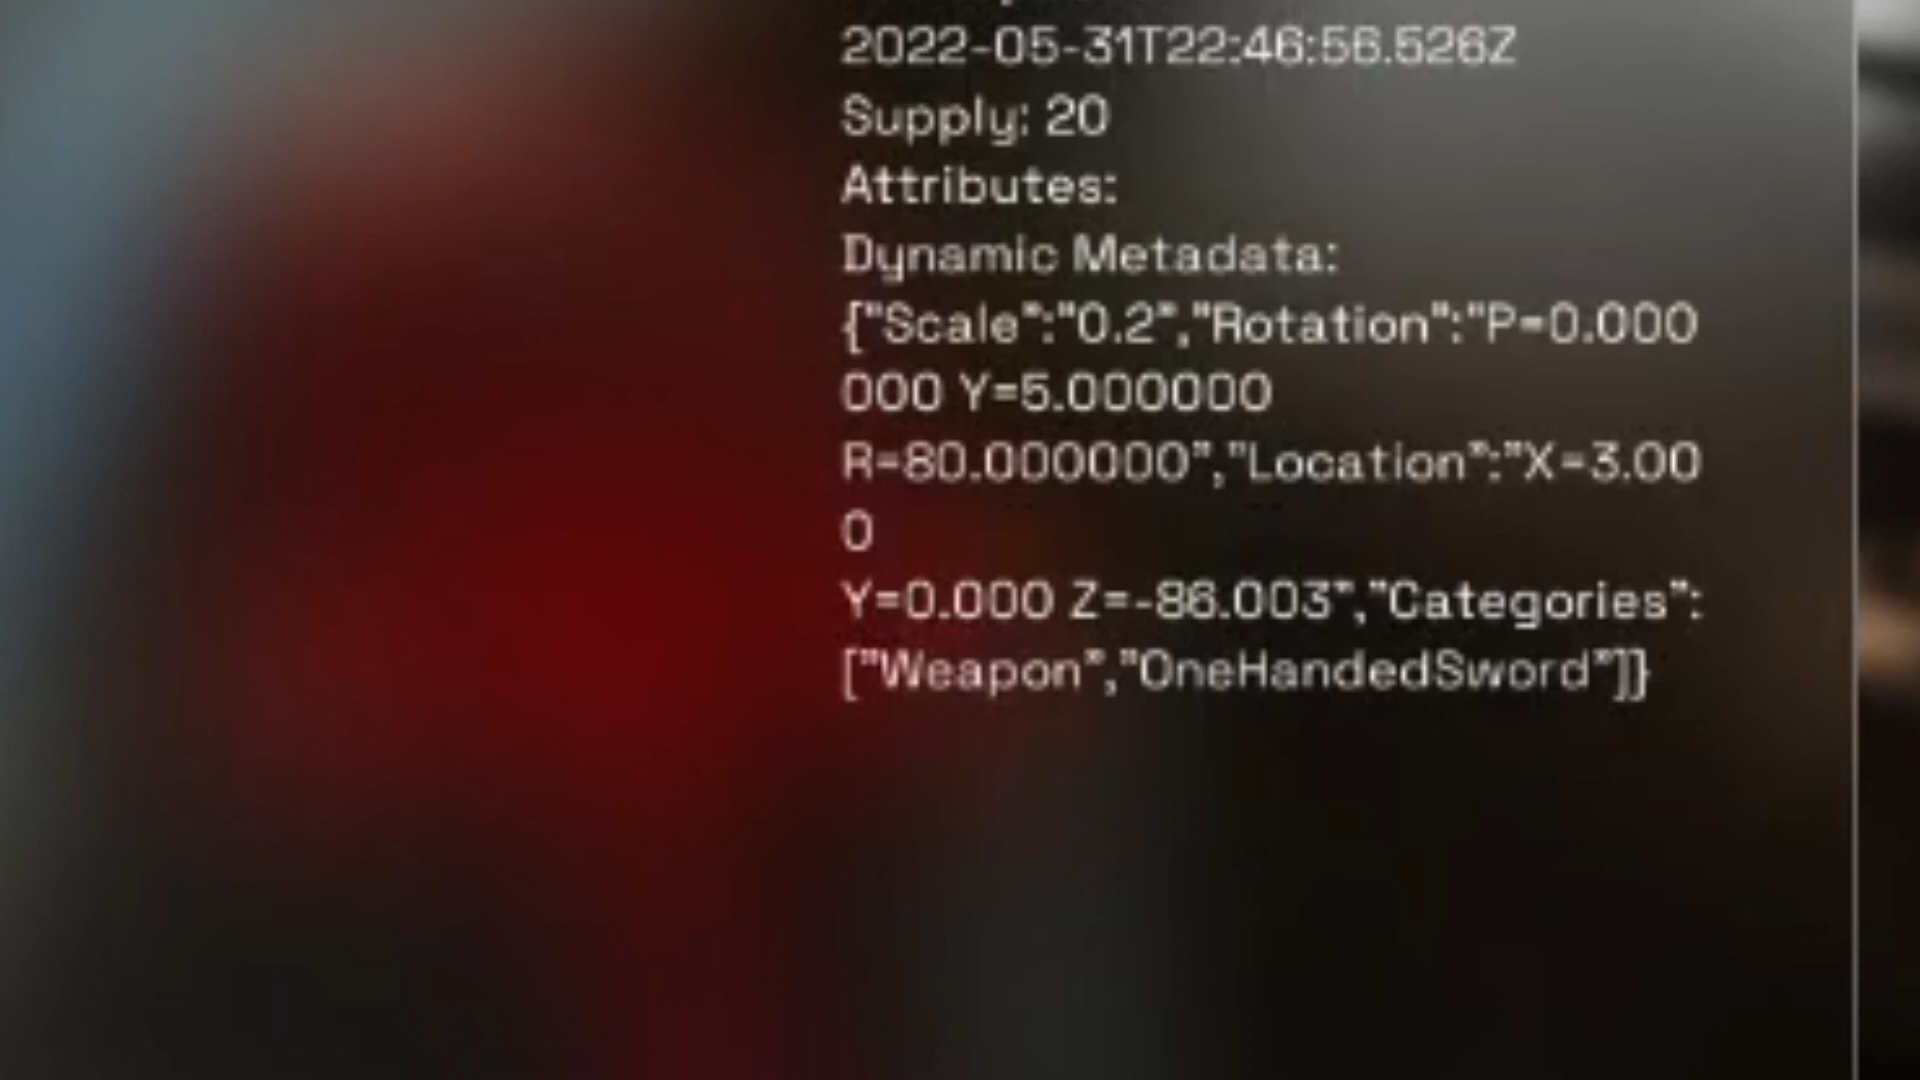 2022-05-31T22:46:56.526Z
Supply: 20
Attributes:
Dynamic Metadata:
{"Scale":"0.2","Rotation":"P=0.000
000 Y=5.000000
R=80.000000","Location":"X=3.00
0
Y=0.000 Z=-86.003","Categories":
["Weapon","OneHandedSword"]}